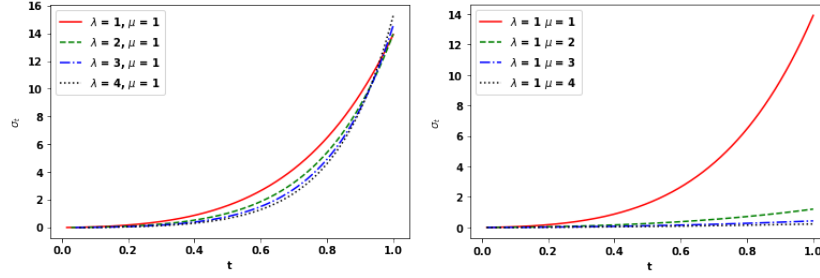 16
14
12
10
8
6
4
2
0
σt
λ = 1, μ = 1
λ = 2, μ = 1
λ = 3, μ = 1
λ = 4, μ = 1
0.0 0.2 0.4 0.6 0.8 1.0
t
14
12
10
8
6
4
2
0
σt
λ = 1 μ = 1
λ = 1 μ = 2
λ = 1 μ = 3
λ = 1 μ = 4
0.0 0.2 0.4 0.6 0.8 1.0
t